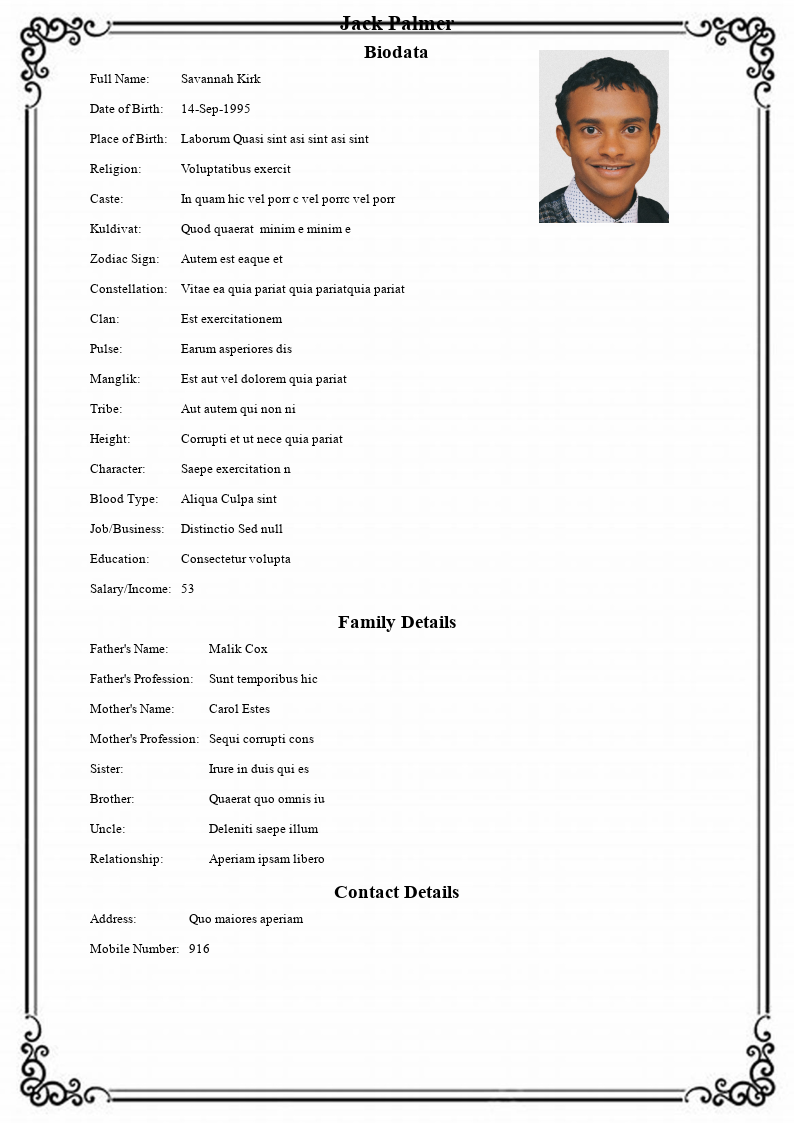 Jack Palmer
Biodata
Full Name: Savannah Kirk
Date of Birth: 14-Sep-1995
Place of Birth: Laborum Quasi sint asi sint asi sint
Religion: Voluptatibus exercit
Caste: In quam hic vel porr c vel porrc vel porr
Kuldivat: Quod quaerat  minim e minim e
Zodiac Sign: Autem est eaque et
Constellation: Vitae ea quia pariat quia pariatquia pariat
Clan: Est exercitationem
Pulse: Earum asperiores dis
Manglik: Est aut vel dolorem quia pariat
Tribe: Aut autem qui non ni
Height: Corrupti et ut nece quia pariat
Character: Saepe exercitation n
Blood Type: Aliqua Culpa sint
Job/Business: Distinctio Sed null
Education: Consectetur volupta
Salary/Income: 53
Family Details
Father's Name: Malik Cox
Father's Profession: Sunt temporibus hic
Mother's Name: Carol Estes
Mother's Profession: Sequi corrupti cons
Sister: Irure in duis qui es
Brother: Quaerat quo omnis iu
Uncle: Deleniti saepe illum
Relationship: Aperiam ipsam libero
Contact Details
Address: Quo maiores aperiam
Mobile Number: 916